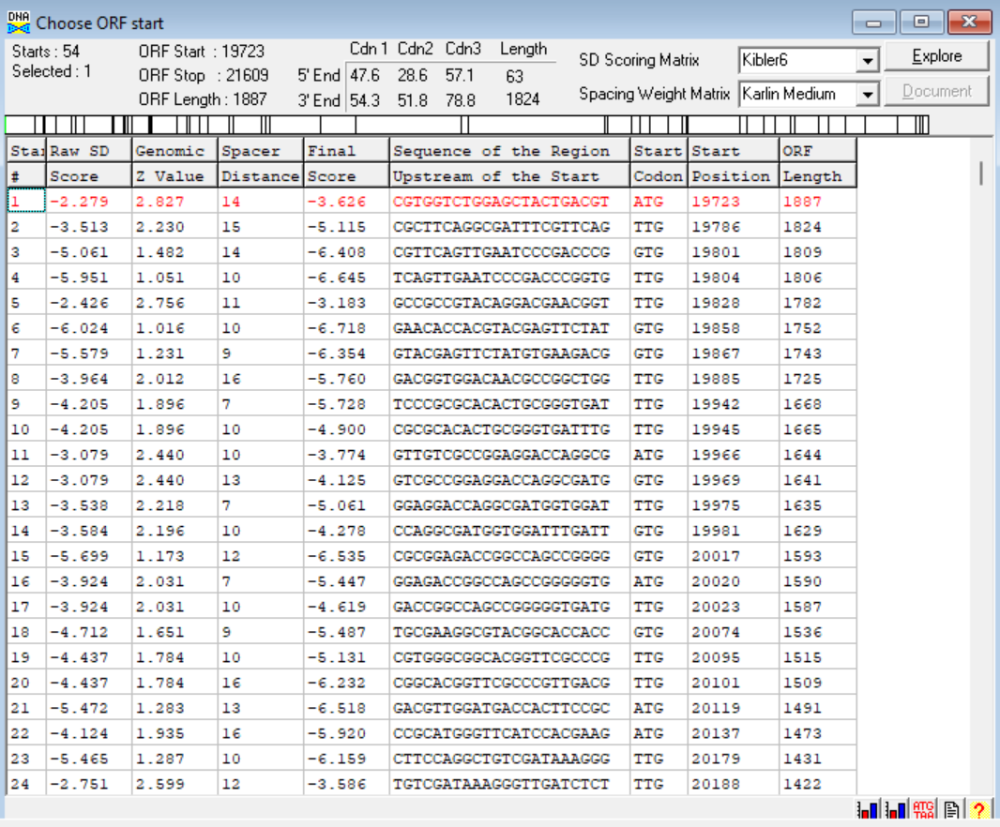 DNA Choose ORF start
Starts : 54 ORF Start : 19723 Cdn 1 Cdn2 Cdn3 Length SD Scoring Matrix Kibler6 Explore
Selected : 1 ORF Stop : 21609 5' End 47.6 28.6 57.1 63
ORF Length : 1887 3' End 54.3 51.8 78.8 1824 Spacing Weight Matrix Karlin Medium Document
Star Raw SD Genomic Spacer Final Sequence of the Region Start Start ORF
# Score Z Value Distance Score Upstream of the Start Codon Position Length
1 -2.279 2.827 14 -3.626 CGTGGTCTGGAGCTACTGACGT ATG 19723 1887
2 -3.513 2.230 15 -5.115 CGCTTCAGGCGATTTCGTTCAG TTG 19786 1824
3 -5.061 1.482 14 -6.408 CGTTCAGTTGAATCCCGACCCG GTG 19801 1809
4 -5.951 1.051 10 -6.645 TCAGTTGAATCCCGACCCGGTG TTG 19804 1806
5 -2.426 2.756 11 -3.183 GCCGCCGTACAGGACGAACGGT TTG 19828 1782
6 -6.024 1.016 10 -6.718 GAACACCACGTACGAGTTCTAT GTG 19858 1752
7 -5.579 1.231 9 -6.354 GTACGAGTTCTATGTGAAGACG GTG 19867 1743
8 -3.964 2.012 16 -5.760 GACGGTGGACAACGCCGGCTGG TTG 19885 1725
9 -4.205 1.896 7 -5.728 TCCCGCGCACACTGCGGGTGAT TTG 19942 1668
10 -4.205 1.896 10 -4.900 CGCGCACACTGCGGGTGATTTG TTG 19945 1665
11 -3.079 2.440 10 -3.774 GTTGTCGCCGGAGGACCAGGCG ATG 19966 1644
12 -3.079 2.440 13 -4.125 GTCGCCGGAGGACCAGGCGATG GTG 19969 1641
13 -3.538 2.218 7 -5.061 GGAGGACCAGGCGATGGTGGAT TTG 19975 1635
14 -3.584 2.196 10 -4.278 CCAGGCGATGGTGGATTTGATT GTG 19981 1629
15 -5.699 1.173 12 -6.535 CGCGGAGACCGGCCAGCCGGGG GTG 20017 1593
16 -3.924 2.031 7 -5.447 GGAGACCGGCCAGCCGGGGGTG ATG 20020 1590
17 -3.924 2.031 10 -4.619 GACCGGCCAGCCGGGGGTGATG TTG 20023 1587
18 -4.712 1.651 9 -5.487 TGCGAAGGCGTACGGCACCACC GTG 20074 1536
19 -4.437 1.784 10 -5.131 CGTGGGCGGCACGGTTCGCCCG TTG 20095 1515
20 -4.437 1.784 16 -6.232 CGGCACGGTTCGCCCGTTGACG TTG 20101 1509
21 -5.472 1.283 13 -6.518 GACGTTGGATGACCACTTCCGC ATG 20119 1491
22 -4.124 1.935 16 -5.920 CCGCATGGGTTCATCCACGAAG ATG 20137 1473
23 -5.465 1.287 10 -6.159 CTTCCAGGCTGTCGATAAAGGG TTG 20179 1431
24 -2.751 2.599 12 -3.586 TGTCGATAAAGGGTTGATCTCT TTG 20188 1422
ATG
TAA
?